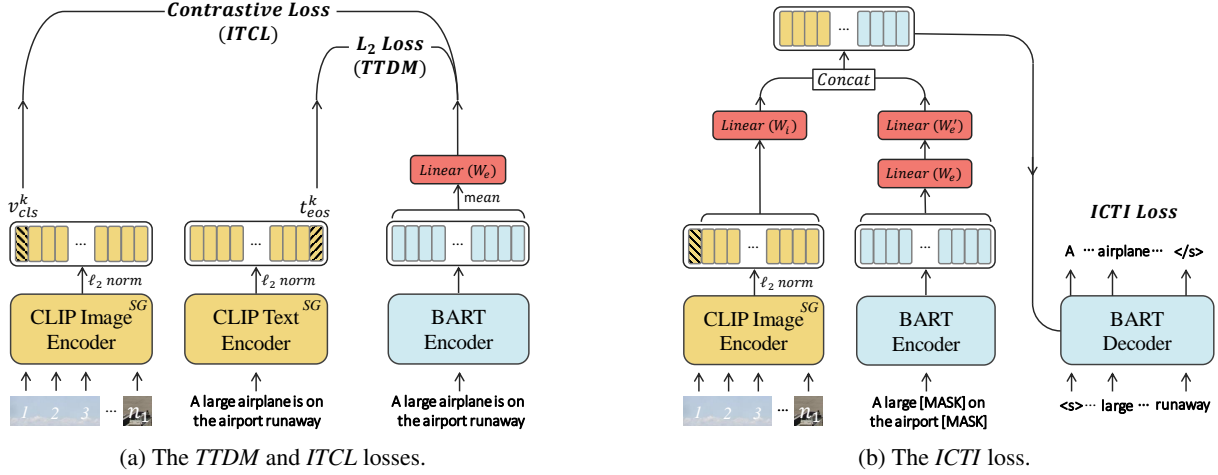 Contrastive Loss
(ITCL)
L₂ Loss
(TTDM)
Linear (Wₑ)
mean
v^k_cls
t^k_eos
...
...
...
ℓ₂ norm
ℓ₂ norm
CLIP Image SG
Encoder
CLIP Text SG
Encoder
BART
Encoder
1 2 3 ... n₁
A large airplane is on
the airport runaway
A large airplane is on
the airport runaway
(a) The TTDM and ITCL losses.
...
Concat
Linear (Wᵢ)
Linear (W′ₑ)
Linear (Wₑ)
...
...
ℓ₂ norm
CLIP Image SG
Encoder
BART
Encoder
1 2 3 ... n₁
A large [MASK] on
the airport [MASK]
ICTI Loss
A ... airplane ... </s>
BART
Decoder
<s> ... large ... runaway
(b) The ICTI loss.